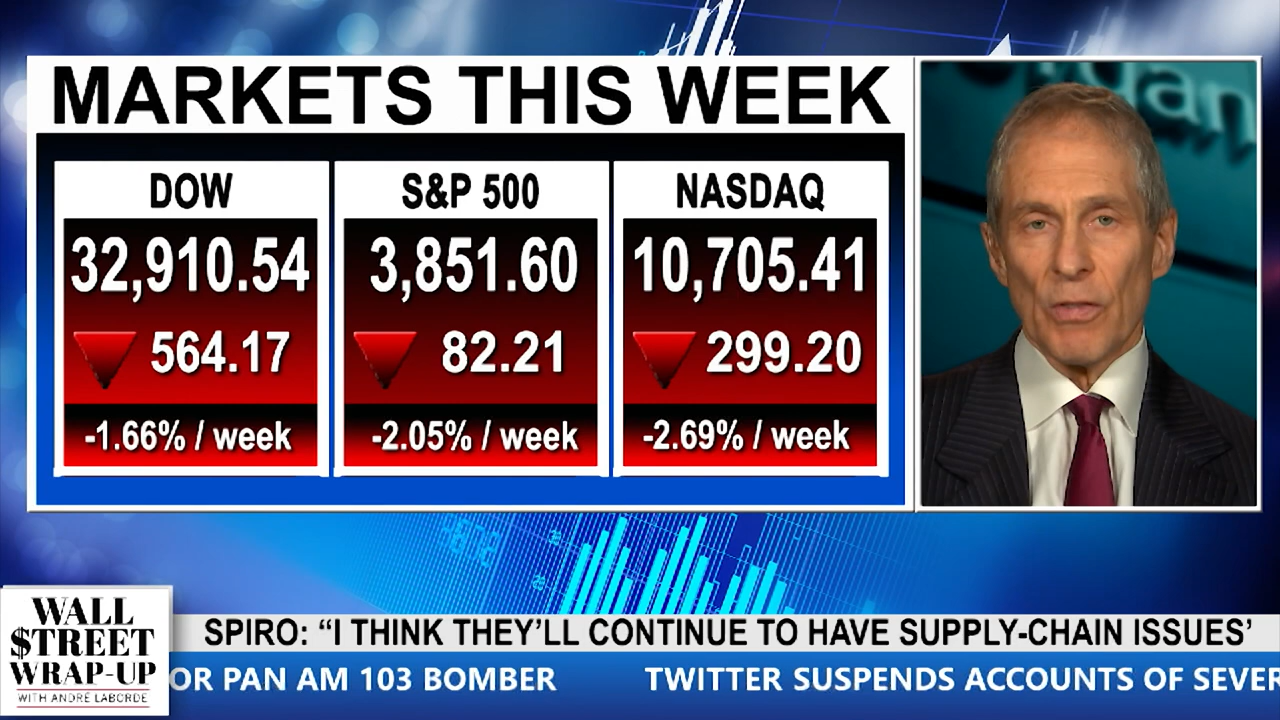 MARKETS THIS WEEK
DOW
32,910.54
564.17
-1.66% / week
S&P 500
3,851.60
82.21
-2.05% / week
NASDAQ
10,705.41
299.20
-2.69% / week
WALL
$TREET
WRAP-UP
WITH ANDRÉ LABORDE
SPIRO: “I THINK THEY’LL CONTINUE TO HAVE SUPPLY-CHAIN ISSUES’
OR PAN AM 103 BOMBER TWITTER SUSPENDS ACCOUNTS OF SEVER